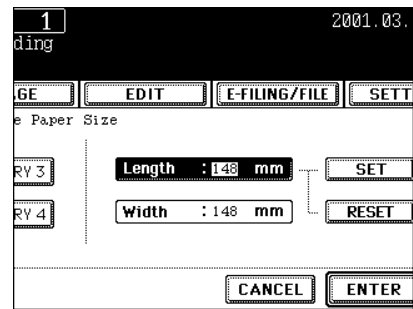 1 2001.03.
ding
GE EDIT E-FILING/FILE SETT
e Paper Size
RY 3 Length : 148 mm SET
RY 4 Width : 148 mm RESET
CANCEL ENTER